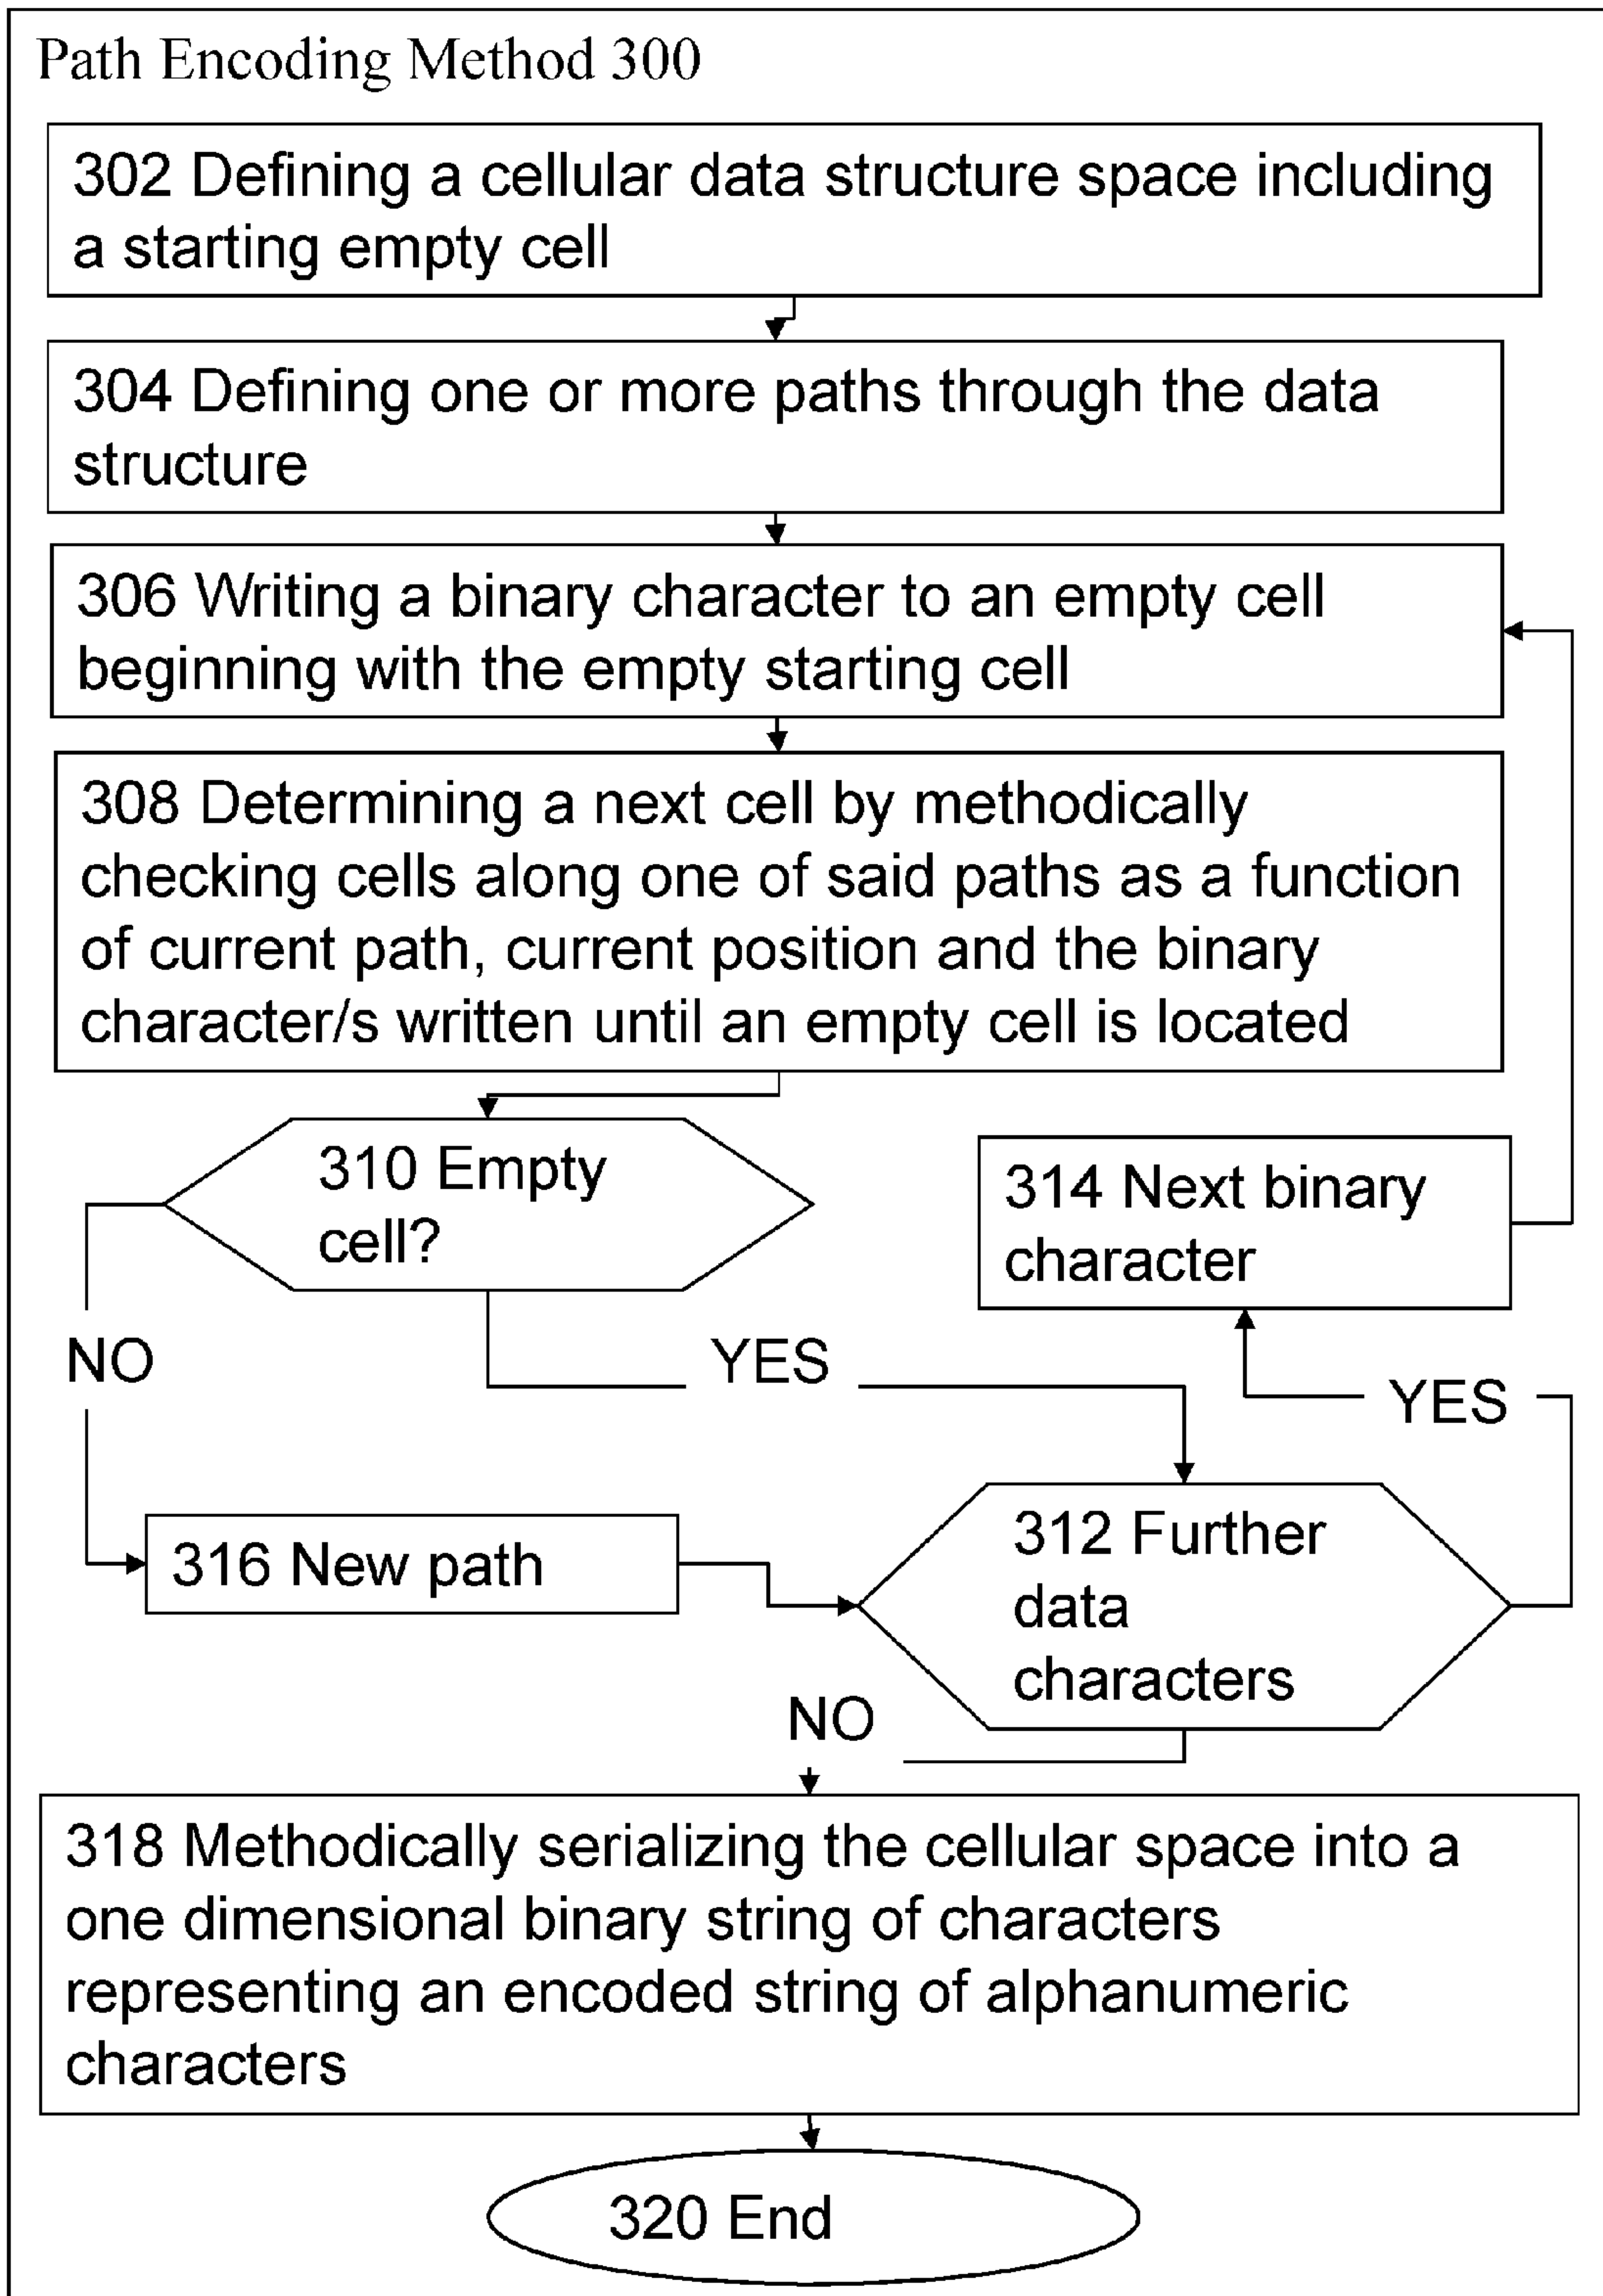 Path Encoding Method 300
302 Defining a cellular data structure space including
a starting empty cell
304 Defining one or more paths through the data
structure
306 Writing a binary character to an empty cell
beginning with the empty starting cell
308 Determining a next cell by methodically
checking cells along one of said paths as a function
of current path, current position and the binary
character/s written until an empty cell is located
310 Empty
cell?
314 Next binary
character
NO
YES
YES
316 New path
312 Further
data
characters
NO
318 Methodically serializing the cellular space into a
one dimensional binary string of characters
representing an encoded string of alphanumeric
characters
320 End